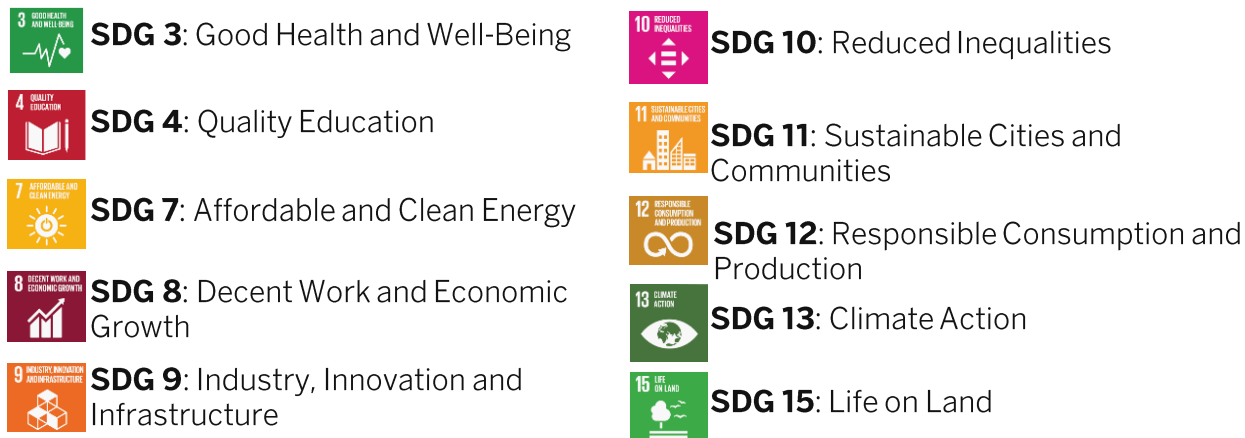 3 GOOD HEALTH
AND WELL-BEING
SDG 3: Good Health and Well-Being
4 QUALITY
EDUCATION
SDG 4: Quality Education
7 AFFORDABLE AND
CLEAN ENERGY
SDG 7: Affordable and Clean Energy
8 DECENT WORK AND
ECONOMIC GROWTH
SDG 8: Decent Work and Economic
Growth
9 INDUSTRY, INNOVATION
AND INFRASTRUCTURE
SDG 9: Industry, Innovation and
Infrastructure
10 REDUCED
INEQUALITIES
SDG 10: Reduced Inequalities
11 SUSTAINABLE CITIES
AND COMMUNITIES
SDG 11: Sustainable Cities and
Communities
12 RESPONSIBLE
CONSUMPTION
AND PRODUCTION
SDG 12: Responsible Consumption and
Production
13 CLIMATE
ACTION
SDG 13: Climate Action
15 LIFE
ON LAND
SDG 15: Life on Land